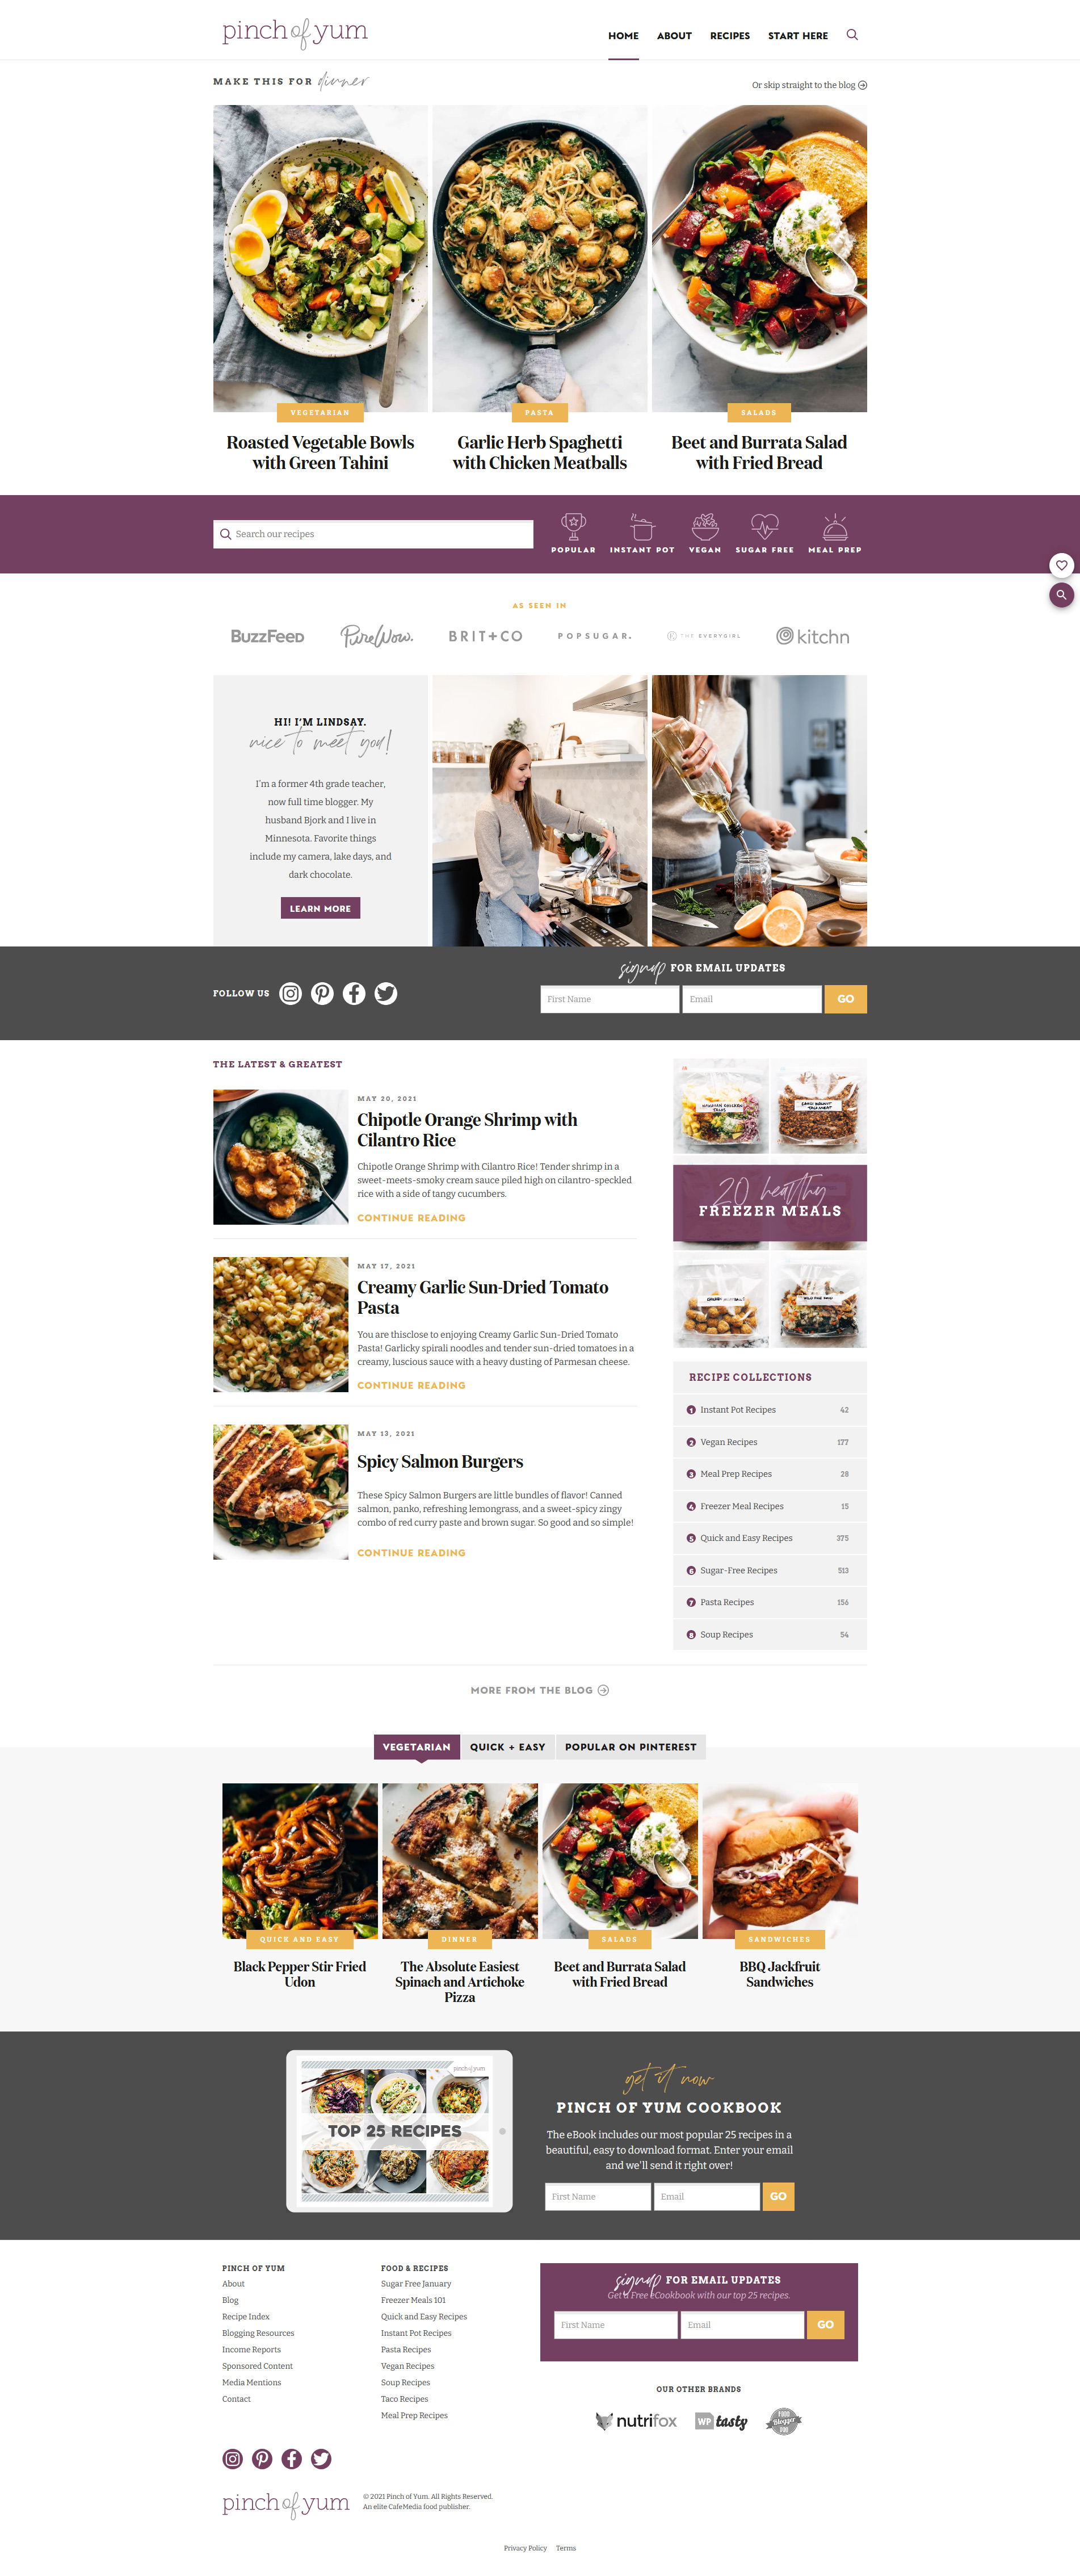 pinch of yum
HOME ABOUT RECIPES START HERE
MAKE THIS FOR dinner
Or skip straight to the blog
VEGETARIAN
Roasted Vegetable Bowls
with Green Tahini
PASTA
Garlic Herb Spaghetti
with Chicken Meatballs
SALADS
Beet and Burrata Salad
with Fried Bread
Search our recipes
POPULAR INSTANT POT VEGAN SUGAR FREE MEAL PREP
AS SEEN IN
BuzzFeed PureWow. BRIT+CO POPSUGAR. THE EVERYGIRL kitchn
HI! I'M LINDSAY.
nice to meet you!
I'm a former 4th grade teacher,
now full time blogger. My
husband Bjork and I live in
Minnesota. Favorite things
include my camera, lake days, and
dark chocolate.
LEARN MORE
FOLLOW US
signup FOR EMAIL UPDATES
First Name Email GO
THE LATEST & GREATEST
MAY 20, 2021
Chipotle Orange Shrimp with
Cilantro Rice
Chipotle Orange Shrimp with Cilantro Rice! Tender shrimp in a
sweet-meets-smoky cream sauce piled high on cilantro-speckled
rice with a side of tangy cucumbers.
CONTINUE READING
MAY 17, 2021
Creamy Garlic Sun-Dried Tomato
Pasta
You are thisclose to enjoying Creamy Garlic Sun-Dried Tomato
Pasta! Garlicky spirali noodles and tender sun-dried tomatoes in a
creamy, luscious sauce with a heavy dusting of Parmesan cheese.
CONTINUE READING
MAY 13, 2021
Spicy Salmon Burgers
These Spicy Salmon Burgers are little bundles of flavor! Canned
salmon, panko, refreshing lemongrass, and a sweet-spicy zingy
combo of red curry paste and brown sugar. So good and so simple!
CONTINUE READING
20 healthy
FREEZER MEALS
RECIPE COLLECTIONS
1 Instant Pot Recipes 42
2 Vegan Recipes 177
3 Meal Prep Recipes 28
4 Freezer Meal Recipes 15
5 Quick and Easy Recipes 375
6 Sugar-Free Recipes 513
7 Pasta Recipes 156
8 Soup Recipes 54
MORE FROM THE BLOG
VEGETARIAN QUICK + EASY POPULAR ON PINTEREST
QUICK AND EASY
Black Pepper Stir Fried
Udon
DINNER
The Absolute Easiest
Spinach and Artichoke
Pizza
SALADS
Beet and Burrata Salad
with Fried Bread
SANDWICHES
BBQ Jackfruit
Sandwiches
pinch of yum
TOP 25 RECIPES
get it now
PINCH OF YUM COOKBOOK
The eBook includes our most popular 25 recipes in a
beautiful, easy to download format. Enter your email
and we'll send it right over!
First Name Email GO
PINCH OF YUM
About
Blog
Recipe Index
Blogging Resources
Income Reports
Sponsored Content
Media Mentions
Contact
FOOD & RECIPES
Sugar Free January
Freezer Meals 101
Quick and Easy Recipes
Instant Pot Recipes
Pasta Recipes
Vegan Recipes
Soup Recipes
Taco Recipes
Meal Prep Recipes
signup FOR EMAIL UPDATES
Get a Free eCookbook with our top 25 recipes.
First Name Email GO
OUR OTHER BRANDS
nutrifox
WP tasty
FOOD Blogger PRO
pinch of yum
© 2021 Pinch of Yum. All Rights Reserved.
An elite CafeMedia food publisher.
Privacy Policy Terms